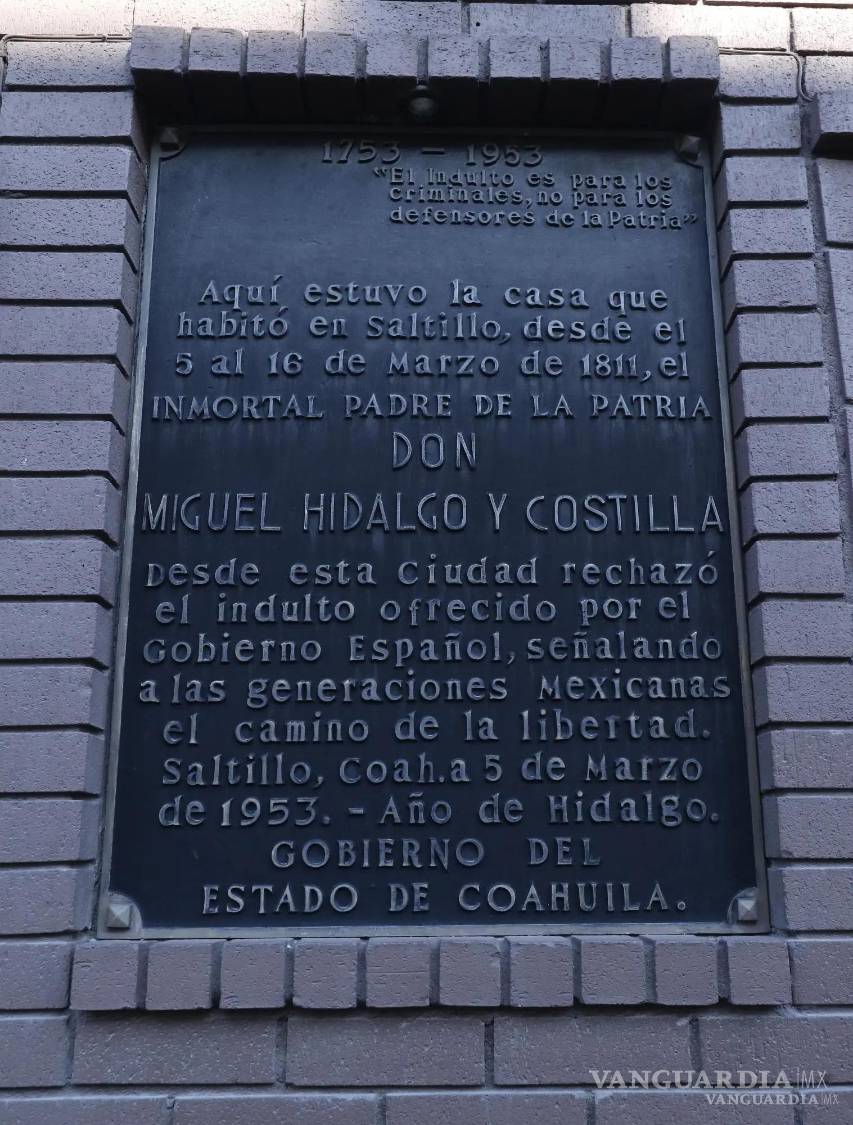 1753 - 1953
"El Indulto es para los
criminales, no para los
defensores de la Patria"
Aquí estuvo la casa que
habitó en Saltillo, desde el
5 al 16 de Marzo de 1811, el
INMORTAL PADRE DE LA PATRIA
DON
MIGUEL HIDALGO Y COSTILLA
Desde esta Ciudad rechazó
el indulto ofrecido por el
Gobierno Español, señalando
a las generaciones Mexicanas
el camino de la libertad.
Saltillo, Coah. a 5 de Marzo
de 1953. - Año de Hidalgo.
GOBIERNO DEL
ESTADO DE COAHUILA.
VANGUARDIA|MX
VANGUARDIA|MX